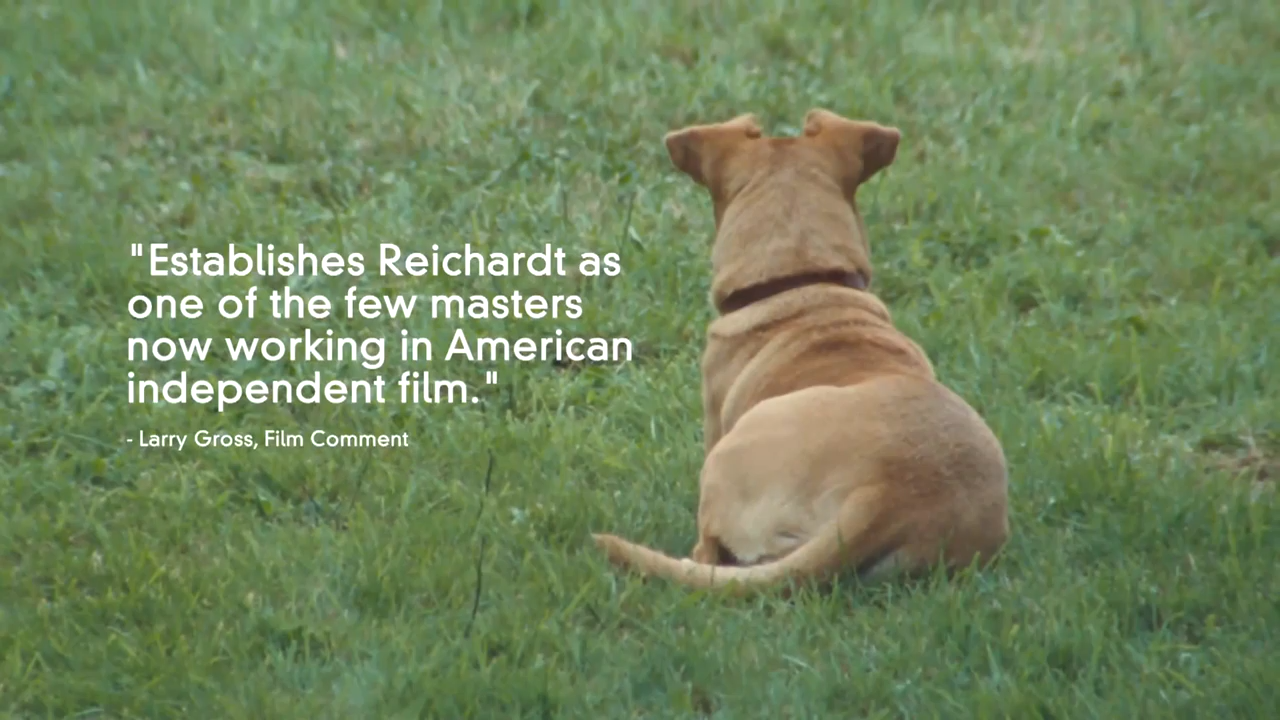 "Establishes Reichardt as
one of the few masters
now working in American
independent film."
- Larry Gross, Film Comment